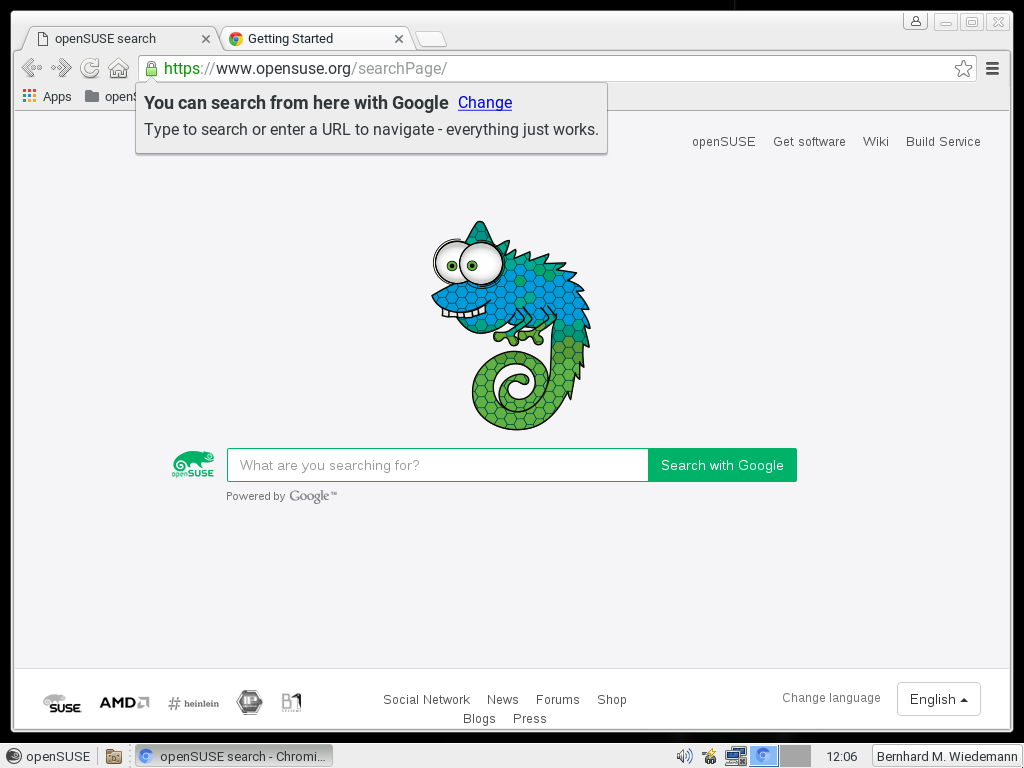 openSUSE search
Getting Started
https://www.opensuse.org/searchPage/
Apps
openS
You can search from here with Google Change
Type to search or enter a URL to navigate - everything just works.
openSUSE Get software Wiki Build Service
openSUSE
What are you searching for?
Search with Google
Powered by Google™
SUSE
AMD
# heinlein
IP
B1
Social Network News Forums Shop
Blogs Press
Change language
English
openSUSE
openSUSE search - Chromi...
12:06
Bernhard M. Wiedemann